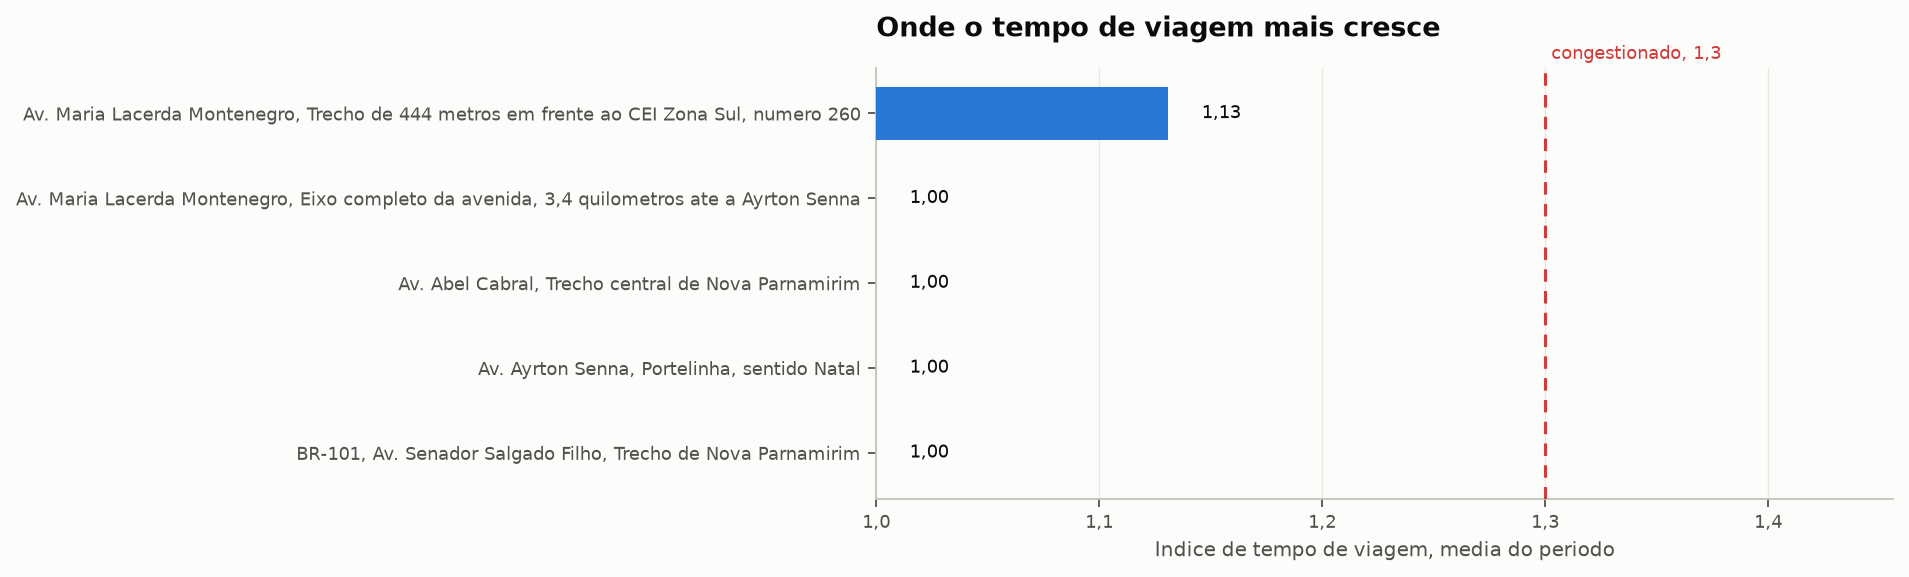 Onde o tempo de viagem mais cresce
congestionado, 1,3
Av. Maria Lacerda Montenegro, Trecho de 444 metros em frente ao CEI Zona Sul, numero 260
1,13
Av. Maria Lacerda Montenegro, Eixo completo da avenida, 3,4 quilometros ate a Ayrton Senna
1,00
Av. Abel Cabral, Trecho central de Nova Parnamirim
1,00
Av. Ayrton Senna, Portelinha, sentido Natal
1,00
BR-101, Av. Senador Salgado Filho, Trecho de Nova Parnamirim
1,00
1,0 1,1 1,2 1,3 1,4
Indice de tempo de viagem, media do periodo